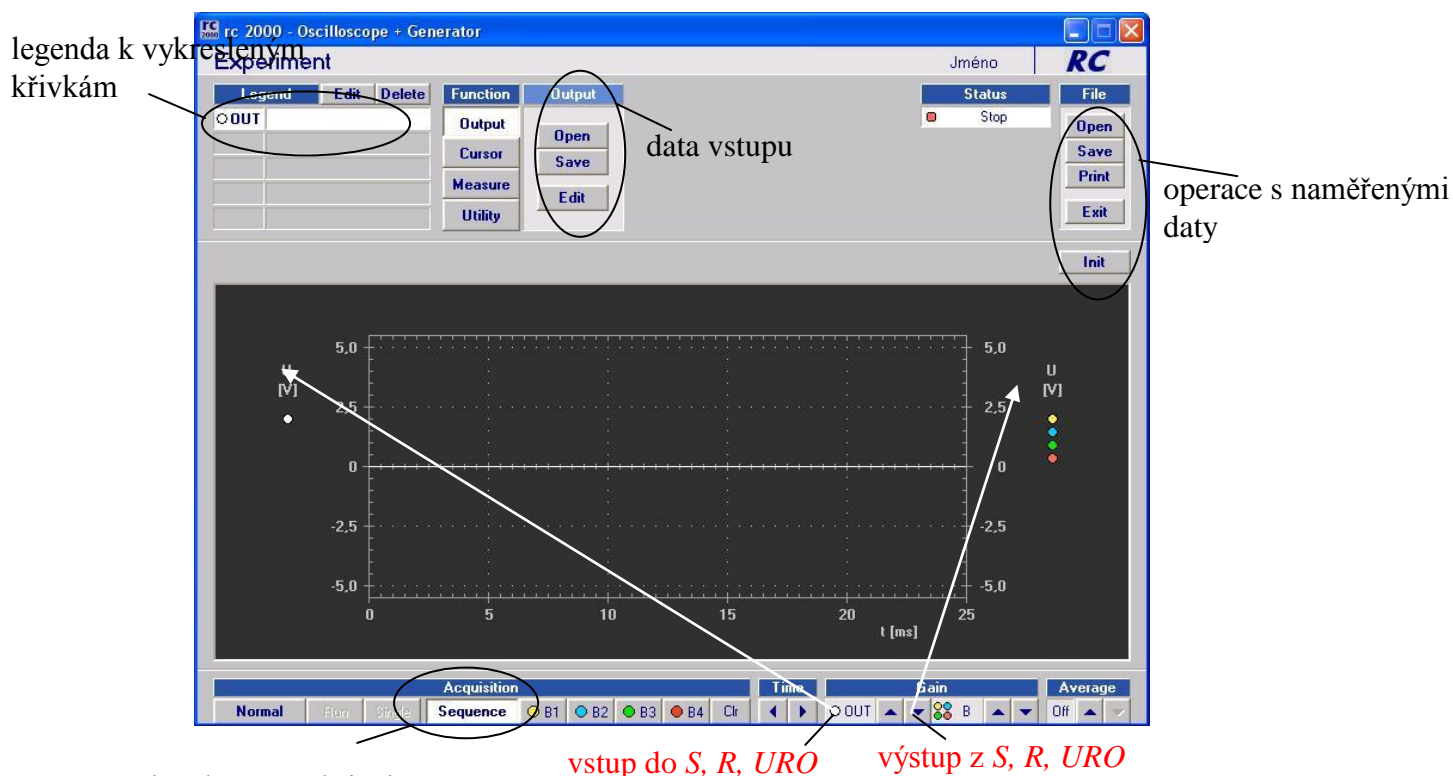 rc 2000 - Oscilloscope + Generator
legenda k vykresleným
křivkám
Experiment
Jméno
RC
Legend Edit Delete
OUT
Function
Output
Cursor
Measure
Utility
Output
Open
Save
Edit
data vstupu
Status
Stop
File
Open
Save
Print
Exit
operace s naměřenými
daty
Init
5,0
2,5
0
-2,5
-5,0
U
[V]
5,0
2,5
0
-2,5
-5,0
U
[V]
0 5 10 15 20 25
t [ms]
Acquisition Time Gain Average
Normal Run Single Sequence B1 B2 B3 B4 Clr OUT B Off
vstup do S, R, URO
výstup z S, R, URO